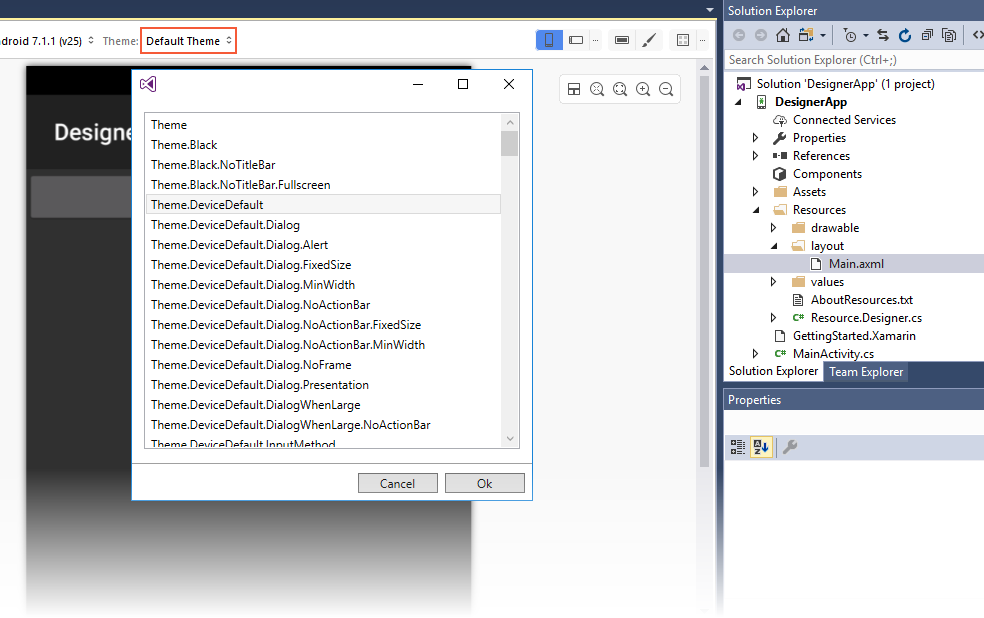 ndroid 7.1.1 (v25) Theme: Default Theme
Designe
Theme
Theme.Black
Theme.Black.NoTitleBar
Theme.Black.NoTitleBar.Fullscreen
Theme.DeviceDefault
Theme.DeviceDefault.Dialog
Theme.DeviceDefault.Dialog.Alert
Theme.DeviceDefault.Dialog.FixedSize
Theme.DeviceDefault.Dialog.MinWidth
Theme.DeviceDefault.Dialog.NoActionBar
Theme.DeviceDefault.Dialog.NoActionBar.FixedSize
Theme.DeviceDefault.Dialog.NoActionBar.MinWidth
Theme.DeviceDefault.Dialog.NoFrame
Theme.DeviceDefault.Dialog.Presentation
Theme.DeviceDefault.DialogWhenLarge
Theme.DeviceDefault.DialogWhenLarge.NoActionBar
Theme.DeviceDefault.InputMethod
Cancel Ok
Solution Explorer
Search Solution Explorer (Ctrl+;)
Solution 'DesignerApp' (1 project)
DesignerApp
Connected Services
Properties
References
Components
Assets
Resources
drawable
layout
Main.axml
values
AboutResources.txt
C# Resource.Designer.cs
GettingStarted.Xamarin
C# MainActivity.cs
Solution Explorer Team Explorer
Properties